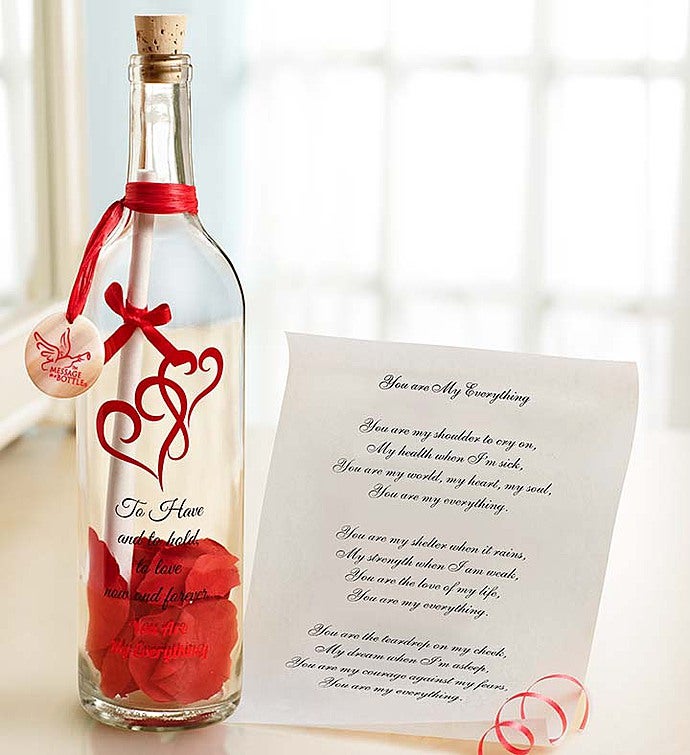 The
MESSAGE
IN A
BOTTLE
To Have
and to hold,
to love
now and forever.
You Are
My Everything
You are My Everything
You are my shoulder to cry on,
My health when I'm sick,
You are my world, my heart, my soul,
You are my everything.
You are my shelter when it rains,
My strength when I am weak,
You are the love of my life,
You are my everything.
You are the teardrop on my cheek,
My dream when I'm asleep,
You are my courage against my fears,
You are my everything.